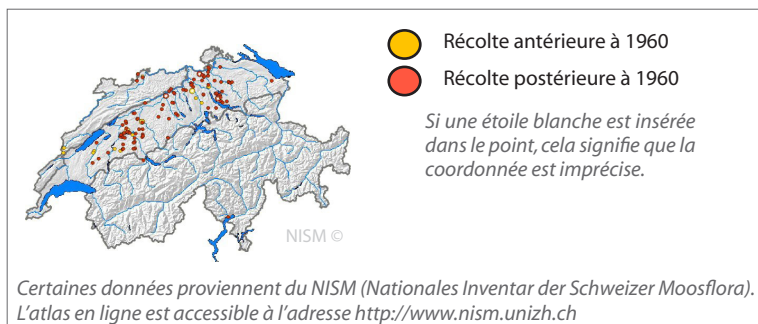 Récolte antérieure à 1960
Récolte postérieure à 1960
Si une étoile blanche est insérée
dans le point, cela signifie que la
coordonnée est imprécise.
NISM ©
Certaines données proviennent du NISM (Nationales Inventar der Schweizer Moosflora).
L'atlas en ligne est accessible à l'adresse http://www.nism.unizh.ch